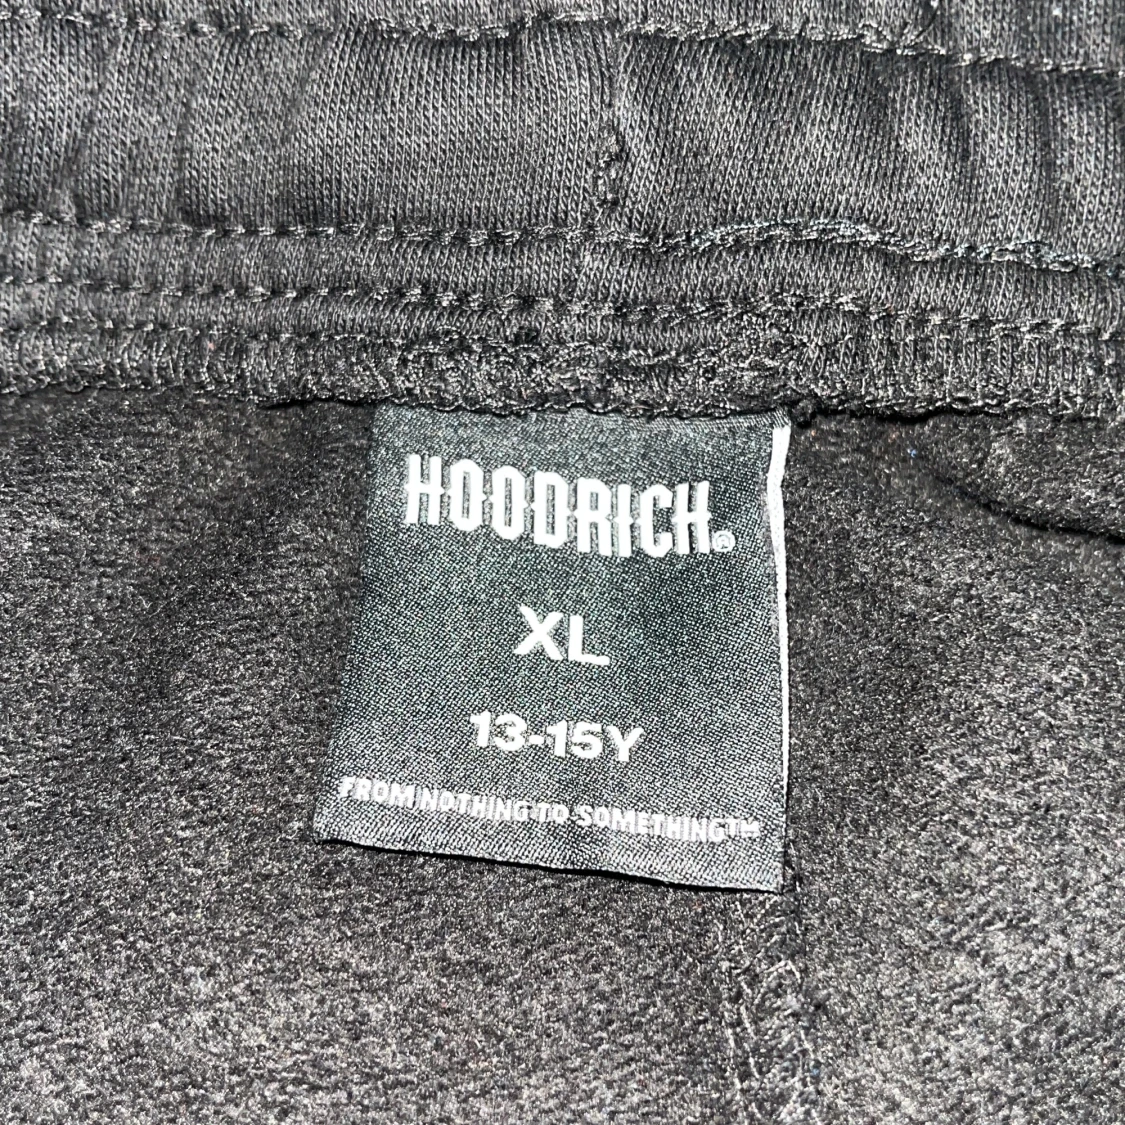 HOODRICH®
XL
13-15Y
FROM NOTHING TO SOMETHING™